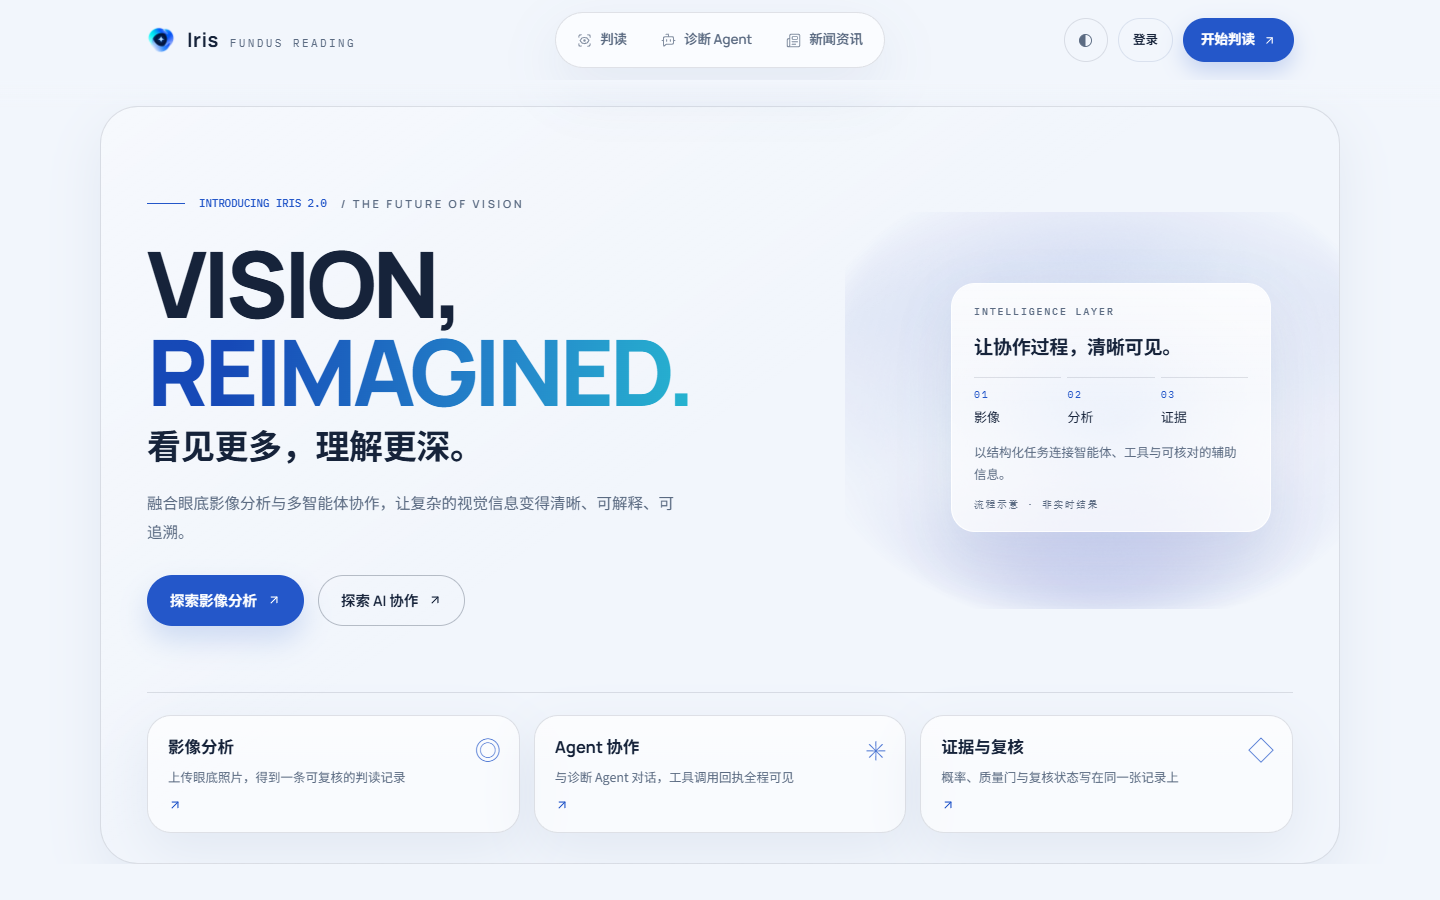 Iris FUNDUS READING
判读
诊断 Agent
新闻资讯
登录
开始判读
INTRODUCING IRIS 2.0 / THE FUTURE OF VISION
VISION,
REIMAGINED.
看见更多，理解更深。
融合眼底影像分析与多智能体协作，让复杂的视觉信息变得清晰、可解释、可
追溯。
探索影像分析
探索 AI 协作
INTELLIGENCE LAYER
让协作过程，清晰可见。
01 02 03
影像 分析 证据
以结构化任务连接智能体、工具与可核对的辅助
信息。
流程示意 · 非实时结果
影像分析
上传眼底照片，得到一条可复核的判读记录
Agent 协作
与诊断 Agent 对话，工具调用回执全程可见
证据与复核
概率、质量门与复核状态写在同一张记录上